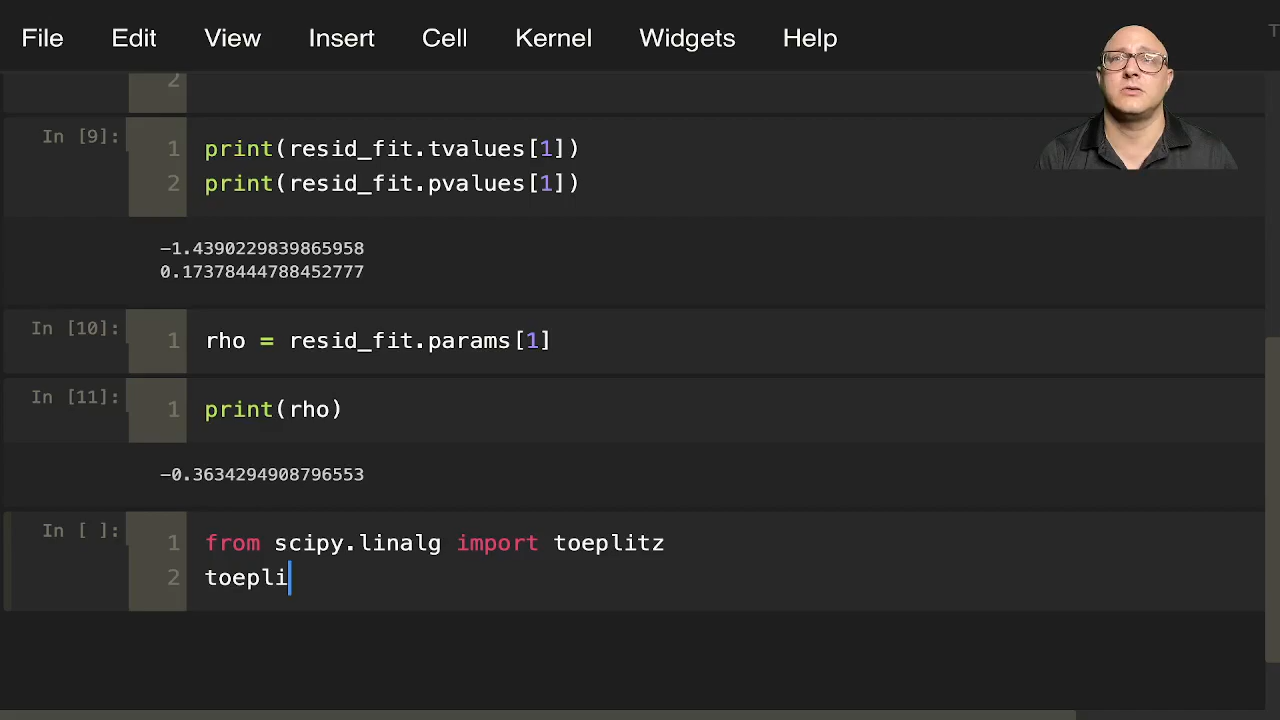 File Edit View Insert Cell Kernel Widgets Help
2
In [9]:
1 print(resid_fit.tvalues[1])
2 print(resid_fit.pvalues[1])
-1.4390229839865958
0.17378444788452777
In [10]:
1 rho = resid_fit.params[1]
In [11]:
1 print(rho)
-0.3634294908796553
In [ ]:
1 from scipy.linalg import toeplitz
2 toepli